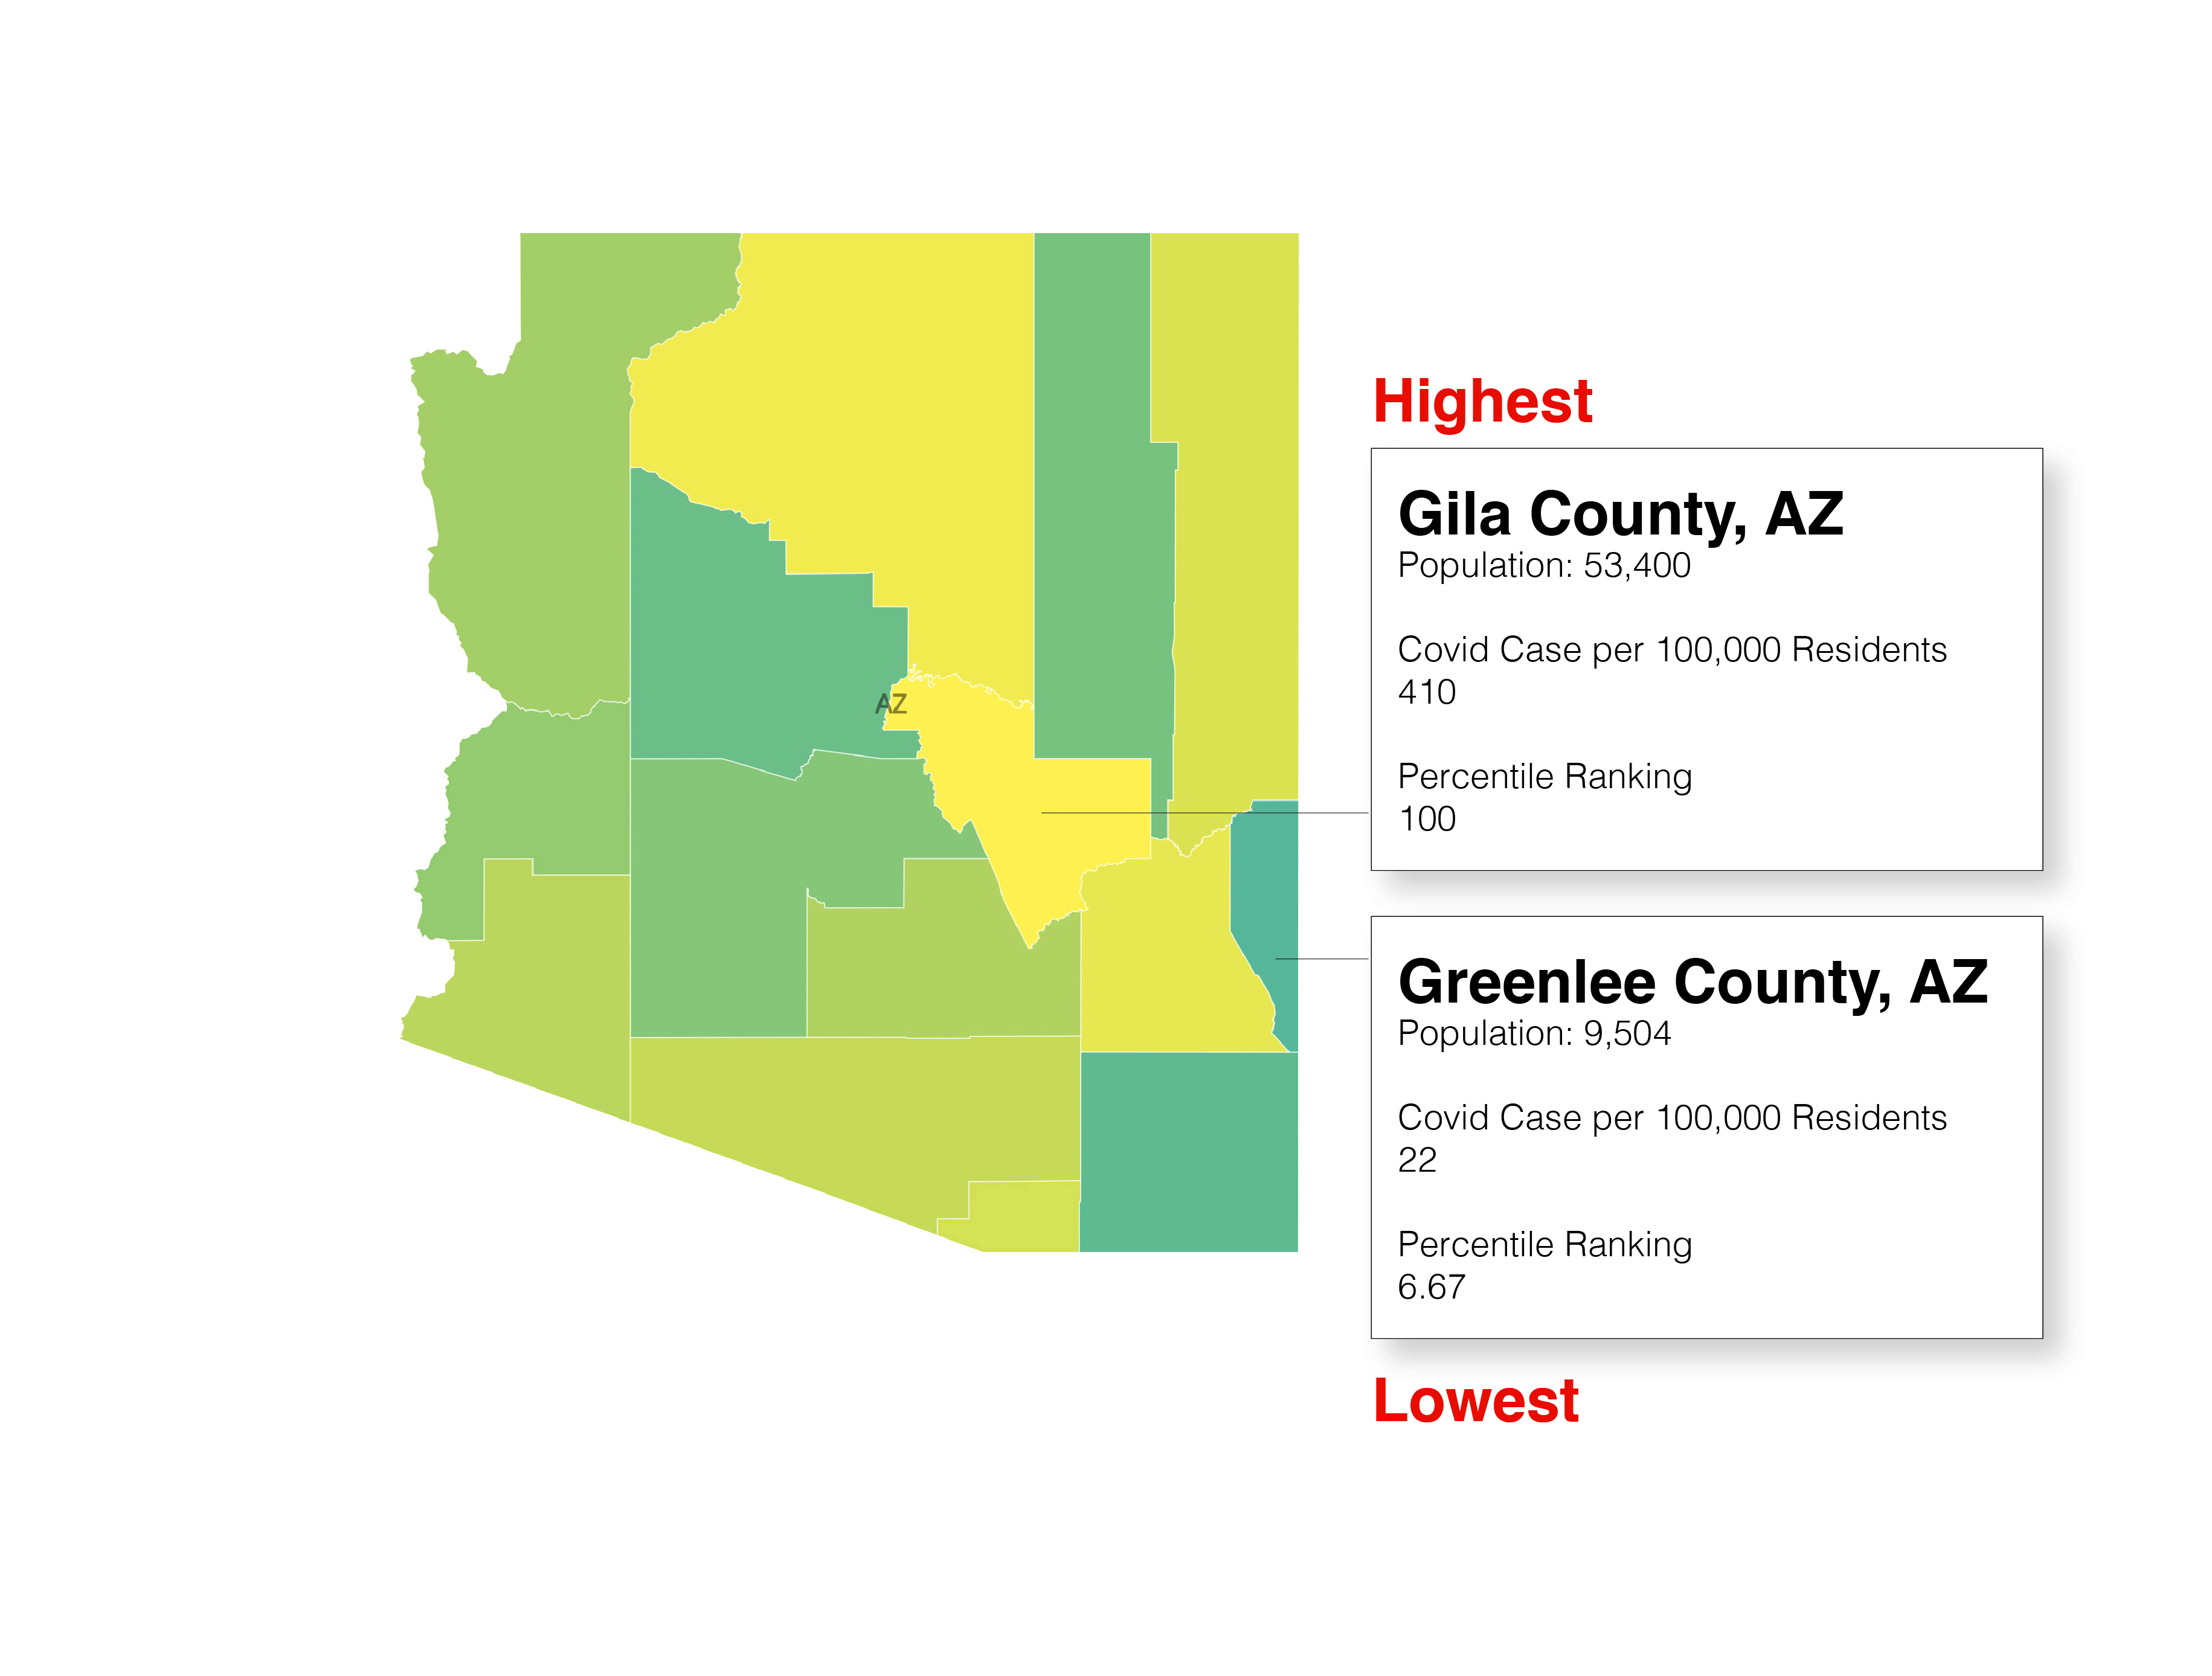 Highest
Gila County, AZ
Population: 53,400
Covid Case per 100,000 Residents
410
Percentile Ranking
100
AZ
Greenlee County, AZ
Population: 9,504
Covid Case per 100,000 Residents
22
Percentile Ranking
6.67
Lowest